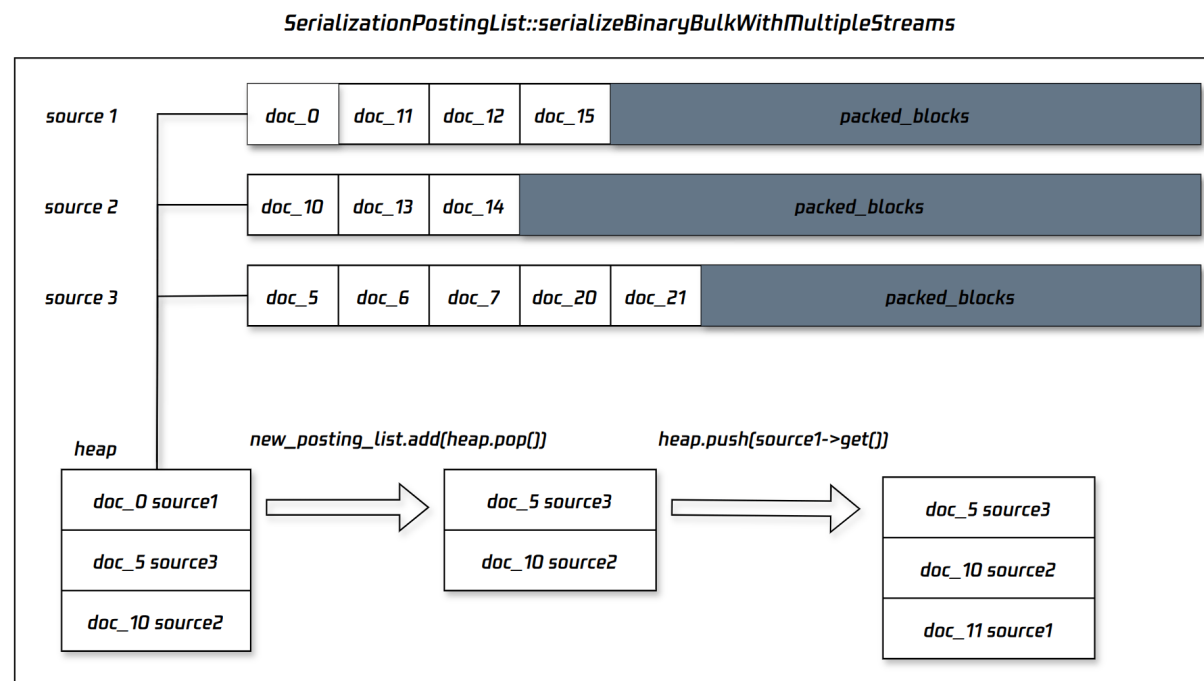 SerializationPostingList::serializeBinaryBulkWithMultipleStreams
source 1 doc_0 doc_11 doc_12 doc_15 packed_blocks
source 2 doc_10 doc_13 doc_14 packed_blocks
source 3 doc_5 doc_6 doc_7 doc_20 doc_21 packed_blocks
heap new_posting_list.add(heap.pop()) heap.push(source1->get())
doc_0 source1
doc_5 source3
doc_10 source2
doc_5 source3
doc_10 source2
doc_5 source3
doc_10 source2
doc_11 source1